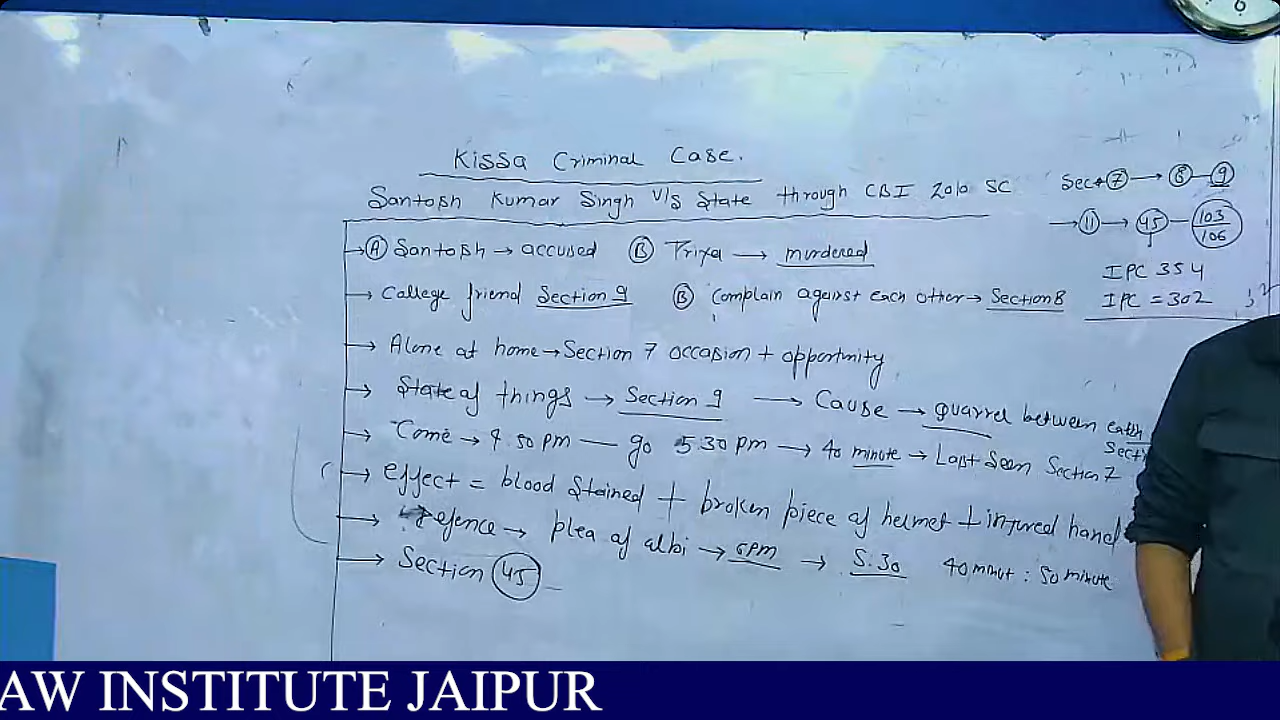 Kissa Criminal Case.
Santosh Kumar Singh V/s State through CBI 2010 SC
Sec 7 → 8 - 9
→ 11 → 45 - 103/106
IPC 354
IPC = 302
→ A Santosh → accused B Priya → murdered
→ College friend Section 9 B Complain against each other → Section 8
→ Alone at home → Section 7 occasion + opportunity
→ State of things → Section 9 → Cause → quarrel between each
→ Come → 4.50 pm — go 5.30 pm → 40 minute → Last Seen Section 7
→ effect = blood Stained + broken piece of helmet + injured hand
→ Defence → plea of albi → 6PM → 5.30 40 minut : 50 minute
→ Section 45 -
AW INSTITUTE JAIPUR